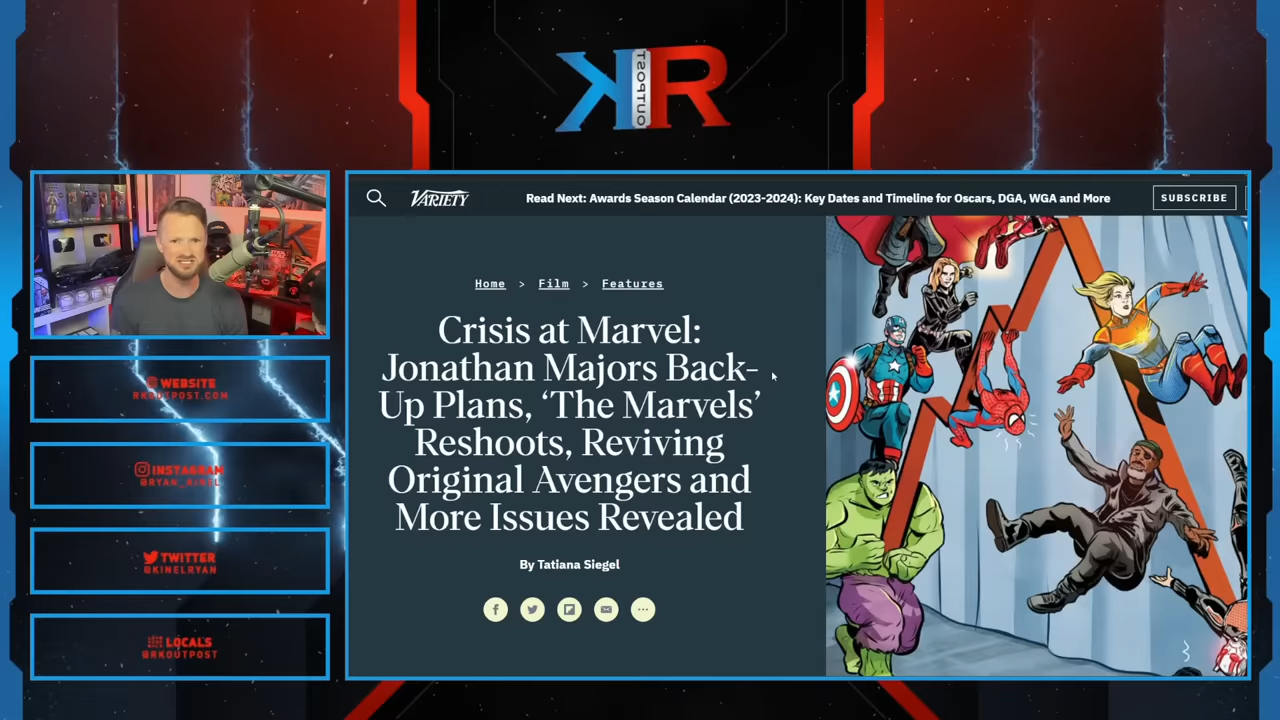 K OUTPOST R
VARIETY
Read Next: Awards Season Calendar (2023-2024): Key Dates and Timeline for Oscars, DGA, WGA and More
SUBSCRIBE
Home > Film > Features
Crisis at Marvel:
Jonathan Majors Back-
Up Plans, ‘The Marvels’
Reshoots, Reviving
Original Avengers and
More Issues Revealed
By Tatiana Siegel
WEBSITE
RKOUTPOST.COM
INSTAGRAM
@RYAN_KINEL
TWITTER
@KINELRYAN
LOCALS
@RKOUTPOST